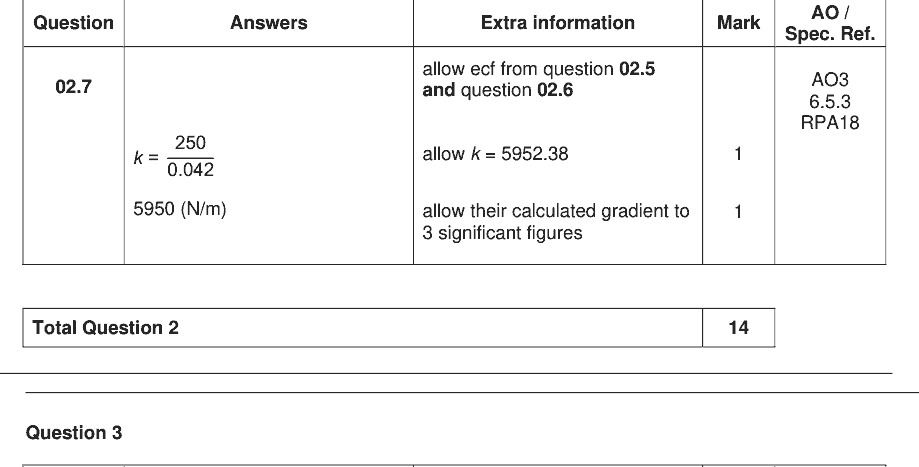 Question Answers Extra information Mark AO /
Spec. Ref.
02.7
allow ecf from question 02.5
and question 02.6
AO3
6.5.3
RPA18
k = 250
0.042
allow k = 5952.38
1
5950 (N/m)
allow their calculated gradient to
3 significant figures
1
Total Question 2 14
Question 3